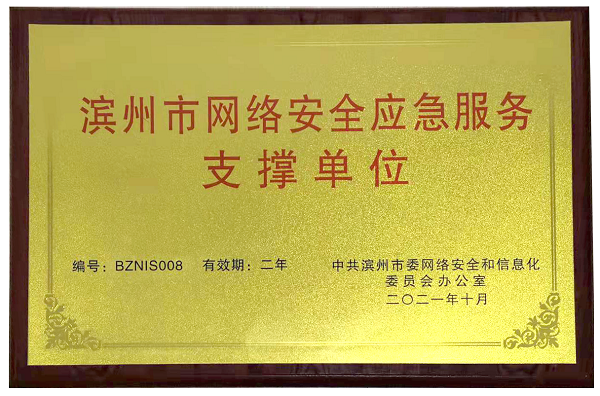 滨州市网络安全应急服务
支撑单位
编号：BZNIS008 有效期：二年
中共滨州市委网络安全和信息化
委员会办公室
二〇二一年十月